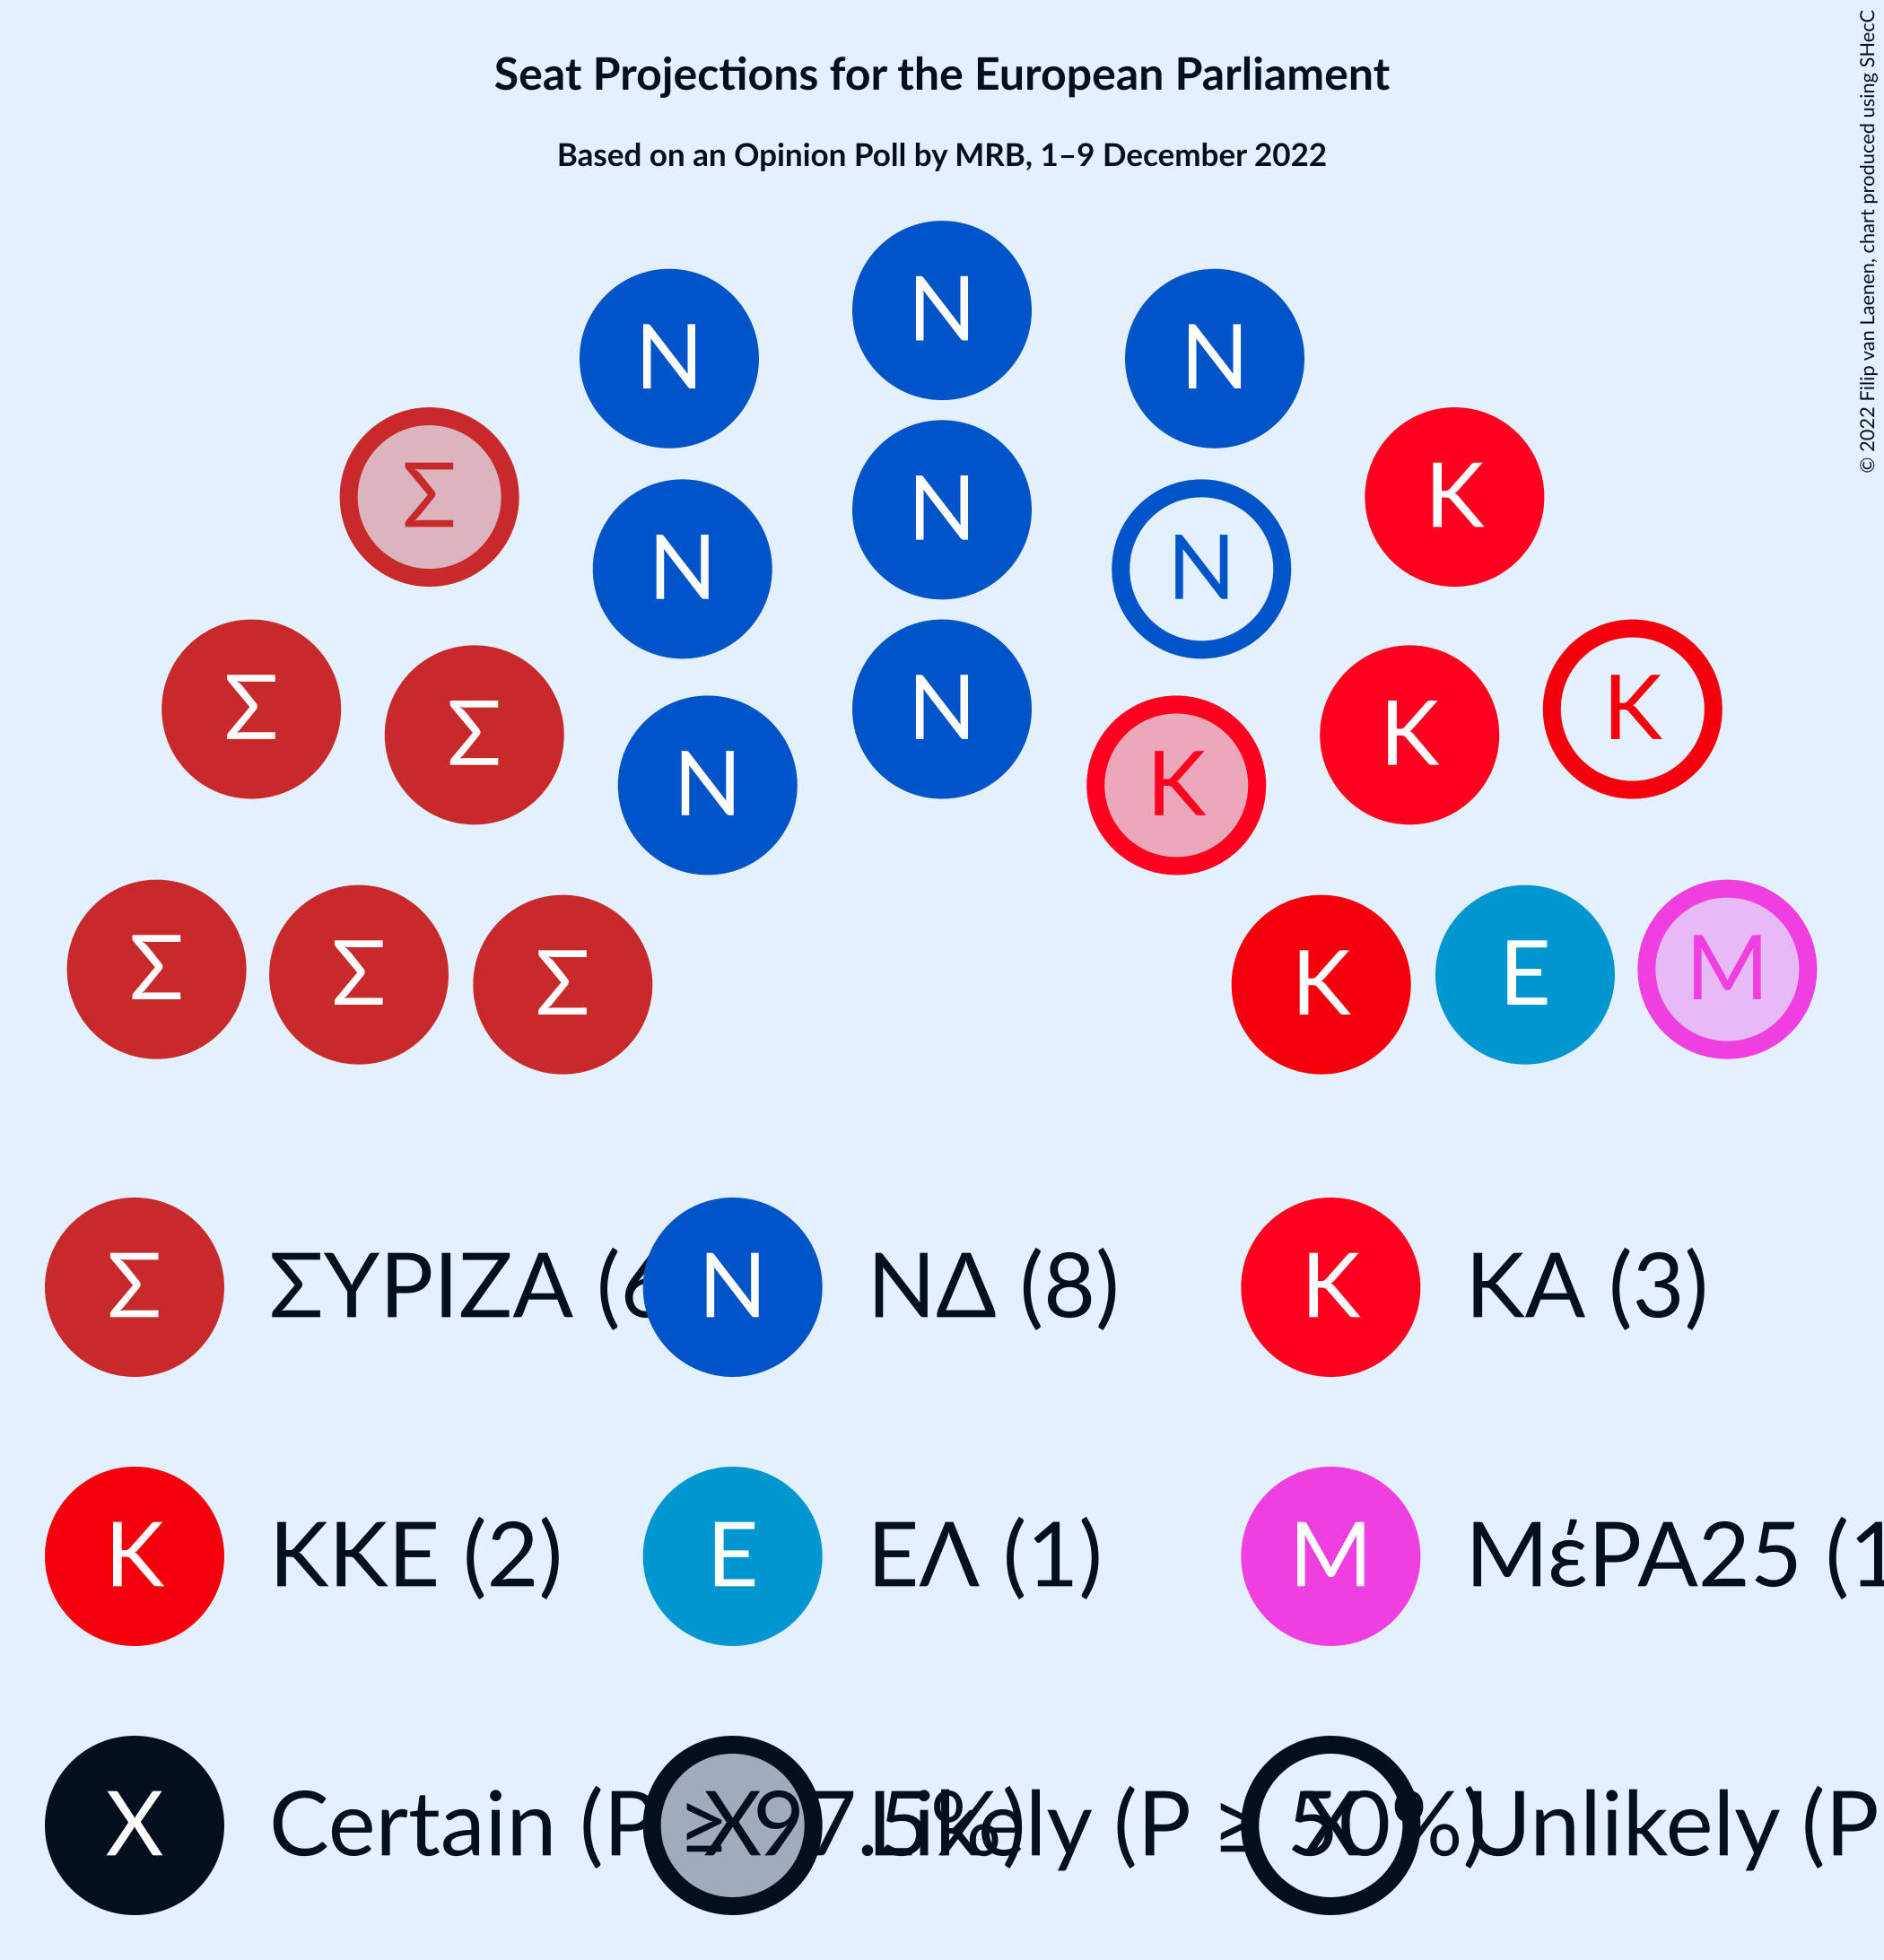 Seat Projections for the European Parliament
Based on an Opinion Poll by MRB, 1–9 December 2022
© 2022 Filip van Laenen, chart produced using SHecC
N
N N
N
Σ K
N N
Σ K
Σ K
N
N K
Σ Σ Σ K E M
Σ ΣΥΡΙΖΑ (6 N ΝΔ (8) K ΚΑ (3)
K ΚΚΕ (2) E ΕΛ (1) M ΜέΡΑ25 (1
X Certain (P ≥ 97.5%) X Likely (P ≥ 50%) X Unlikely (P